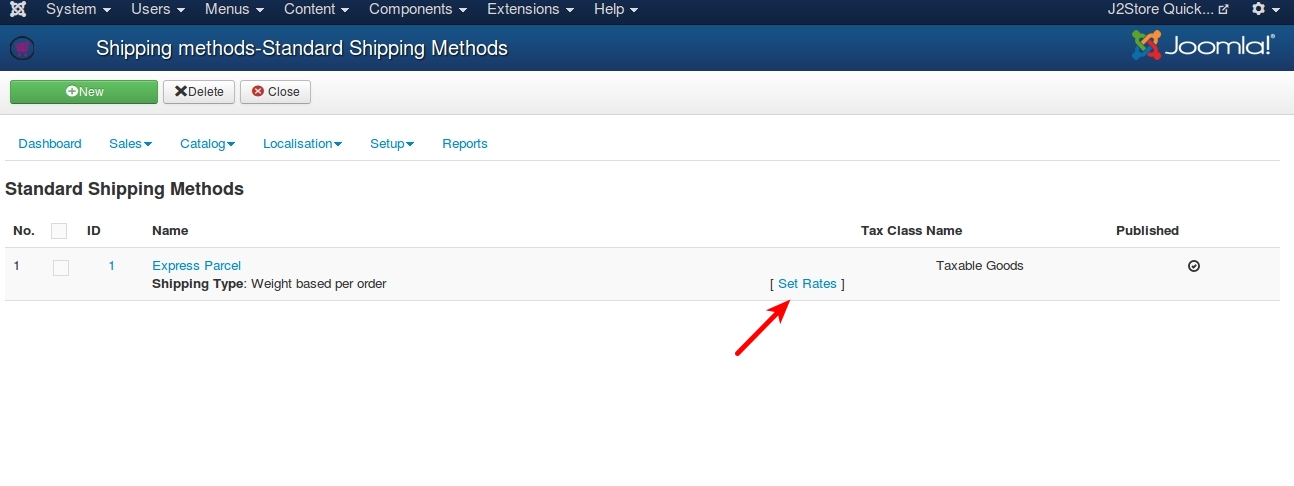 System Users Menus Content Components Extensions Help J2Store Quick...
Shipping methods-Standard Shipping Methods Joomla!®
New Delete Close
Dashboard Sales Catalog Localisation Setup Reports
Standard Shipping Methods
No. ID Name Tax Class Name Published
1 1 Express Parcel Taxable Goods
Shipping Type: Weight based per order [ Set Rates ]